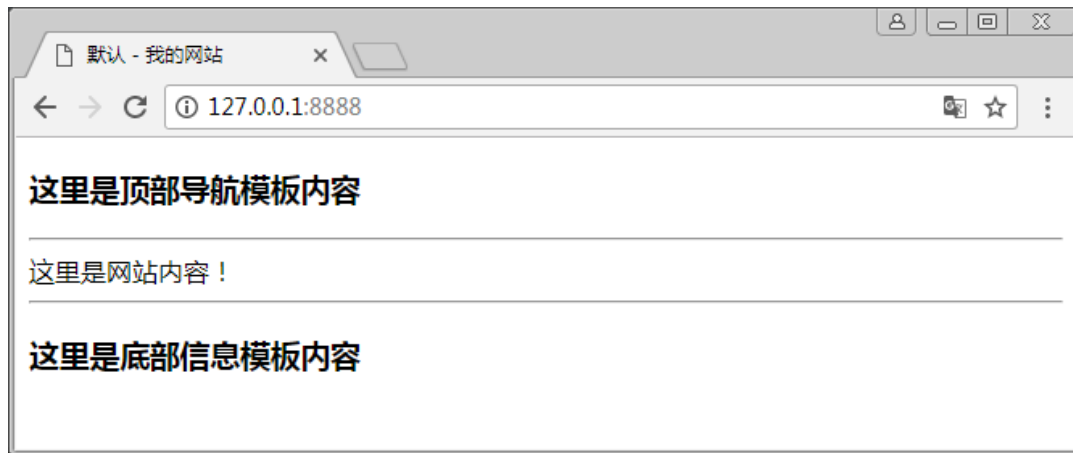 默认 - 我的网站
127.0.0.1:8888
这里是顶部导航模板内容
这里是网站内容！
这里是底部信息模板内容